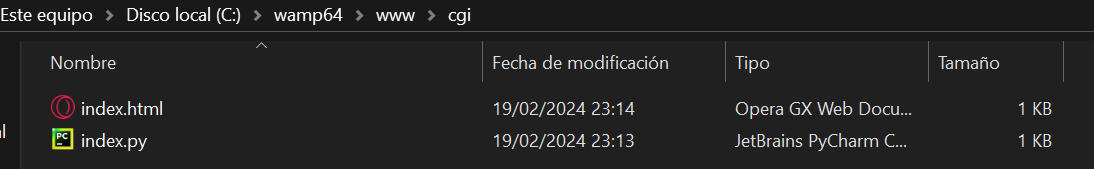 Este equipo > Disco local (C:) > wamp64 > www > cgi
Nombre Fecha de modificación Tipo Tamaño
index.html 19/02/2024 23:14 Opera GX Web Docu... 1 KB
PC index.py 19/02/2024 23:13 JetBrains PyCharm C... 1 KB